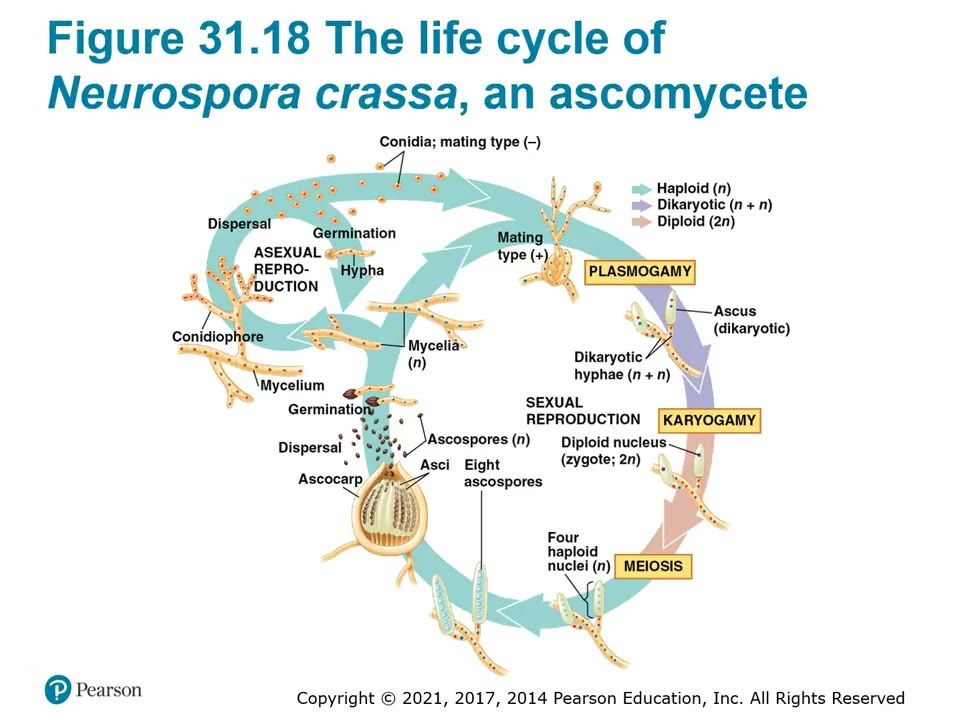 Figure 31.18 The life cycle of
Neurospora crassa, an ascomycete
Conidia; mating type (–)
Haploid (n)
Dikaryotic (n + n)
Diploid (2n)
Dispersal
Germination
Mating
type (+)
ASEXUAL
REPRO-
DUCTION
Hypha
PLASMOGAMY
Ascus
(dikaryotic)
Conidiophore
Mycelia
(n)
Dikaryotic
hyphae (n + n)
Mycelium
Germination
SEXUAL
REPRODUCTION
KARYOGAMY
Dispersal
Ascospores (n)
Diploid nucleus
(zygote; 2n)
Ascocarp
Asci
Eight
ascospores
Four
haploid
nuclei (n)
MEIOSIS
P Pearson
Copyright © 2021, 2017, 2014 Pearson Education, Inc. All Rights Reserved